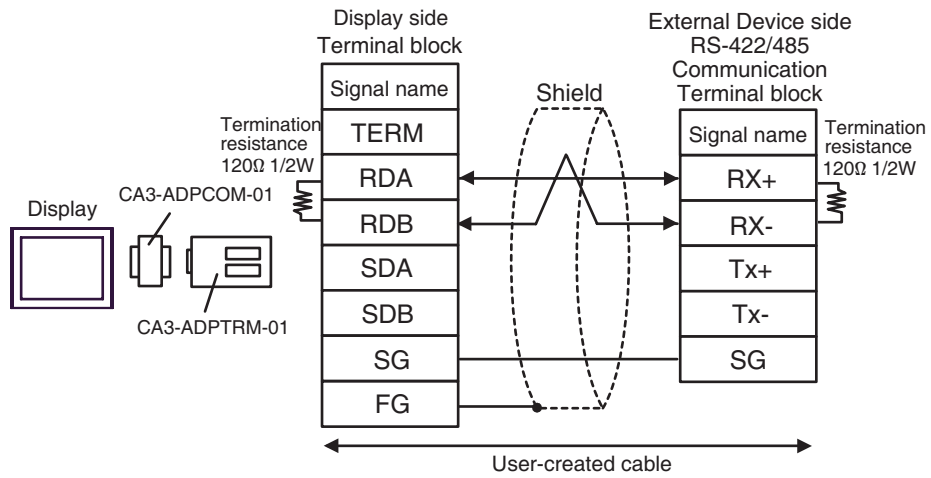 Display side
Terminal block
External Device side
RS-422/485
Communication
Terminal block
Signal name
Shield
Termination
resistance
120Ω 1/2W
TERM
Signal name
Termination
resistance
120Ω 1/2W
RDA
RX+
Display
CA3-ADPCOM-01
RDB
RX-
SDA
Tx+
CA3-ADPTRM-01
SDB
Tx-
SG
SG
FG
User-created cable